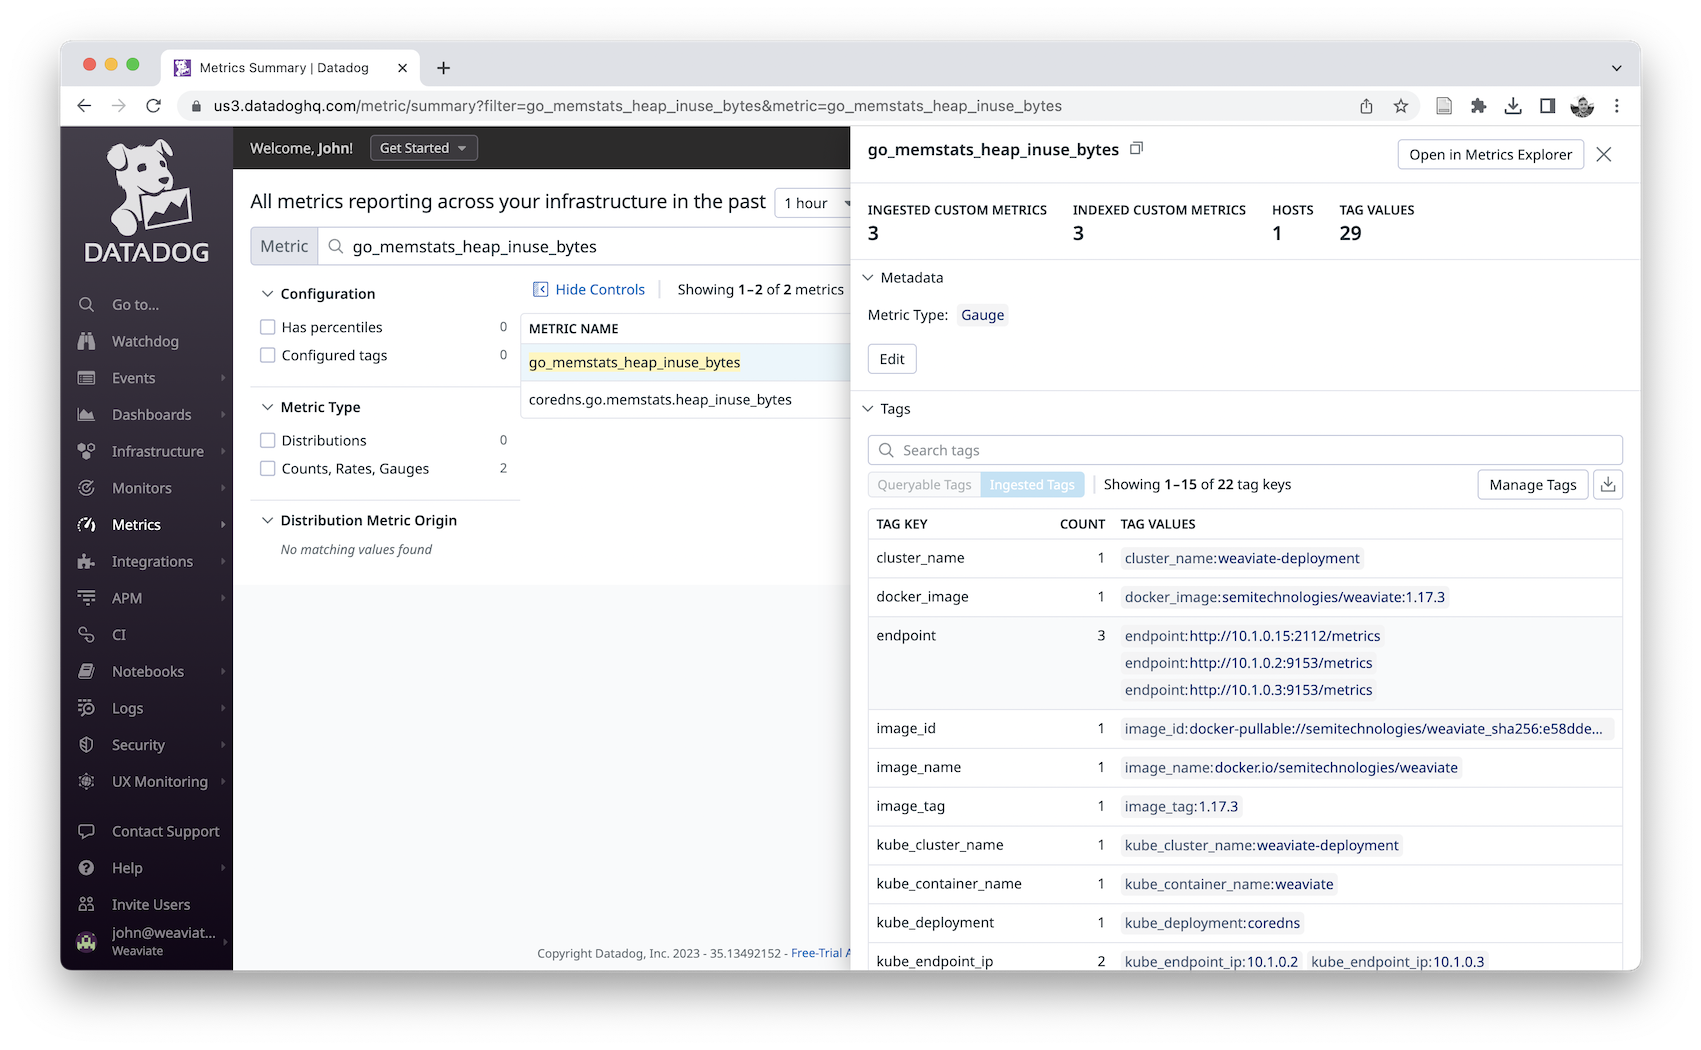 Metrics Summary | Datadog
us3.datadoghq.com/metric/summary?filter=go_memstats_heap_inuse_bytes&metric=go_memstats_heap_inuse_bytes
DATADOG
Go to...
Watchdog
Events
Dashboards
Infrastructure
Monitors
Metrics
Integrations
APM
CI
Notebooks
Logs
Security
UX Monitoring
Contact Support
Help
Invite Users
john@weaviat...
Weaviate
Welcome, John!
Get Started
All metrics reporting across your infrastructure in the past
1 hour
Metric
go_memstats_heap_inuse_bytes
Configuration
Has percentiles 0
Configured tags 0
Metric Type
Distributions 0
Counts, Rates, Gauges 2
Distribution Metric Origin
No matching values found
Hide Controls
Showing 1–2 of 2 metrics
METRIC NAME
go_memstats_heap_inuse_bytes
coredns.go.memstats.heap_inuse_bytes
Copyright Datadog, Inc. 2023 - 35.13492152 - Free-Trial A
go_memstats_heap_inuse_bytes
Open in Metrics Explorer
INGESTED CUSTOM METRICS INDEXED CUSTOM METRICS HOSTS TAG VALUES
3 3 1 29
Metadata
Metric Type: Gauge
Edit
Tags
Search tags
Queryable Tags Ingested Tags Showing 1–15 of 22 tag keys Manage Tags
TAG KEY COUNT TAG VALUES
cluster_name 1 cluster_name:weaviate-deployment
docker_image 1 docker_image:semitechnologies/weaviate:1.17.3
endpoint 3 endpoint:http://10.1.0.15:2112/metrics
endpoint:http://10.1.0.2:9153/metrics
endpoint:http://10.1.0.3:9153/metrics
image_id 1 image_id:docker-pullable://semitechnologies/weaviate_sha256:e58dde...
image_name 1 image_name:docker.io/semitechnologies/weaviate
image_tag 1 image_tag:1.17.3
kube_cluster_name 1 kube_cluster_name:weaviate-deployment
kube_container_name 1 kube_container_name:weaviate
kube_deployment 1 kube_deployment:coredns
kube_endpoint_ip 2 kube_endpoint_ip:10.1.0.2 kube_endpoint_ip:10.1.0.3